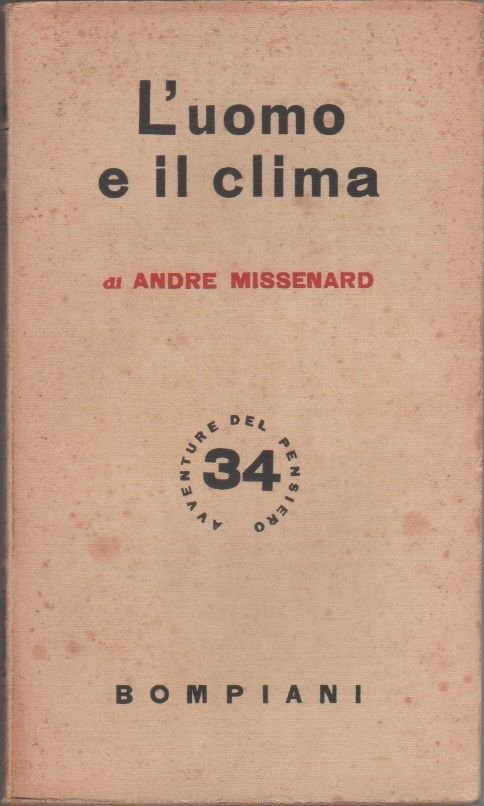 L'uomo
e il clima
di ANDRE MISSENARD
AVVENTURE DEL PENSIERO
34
BOMPIANI